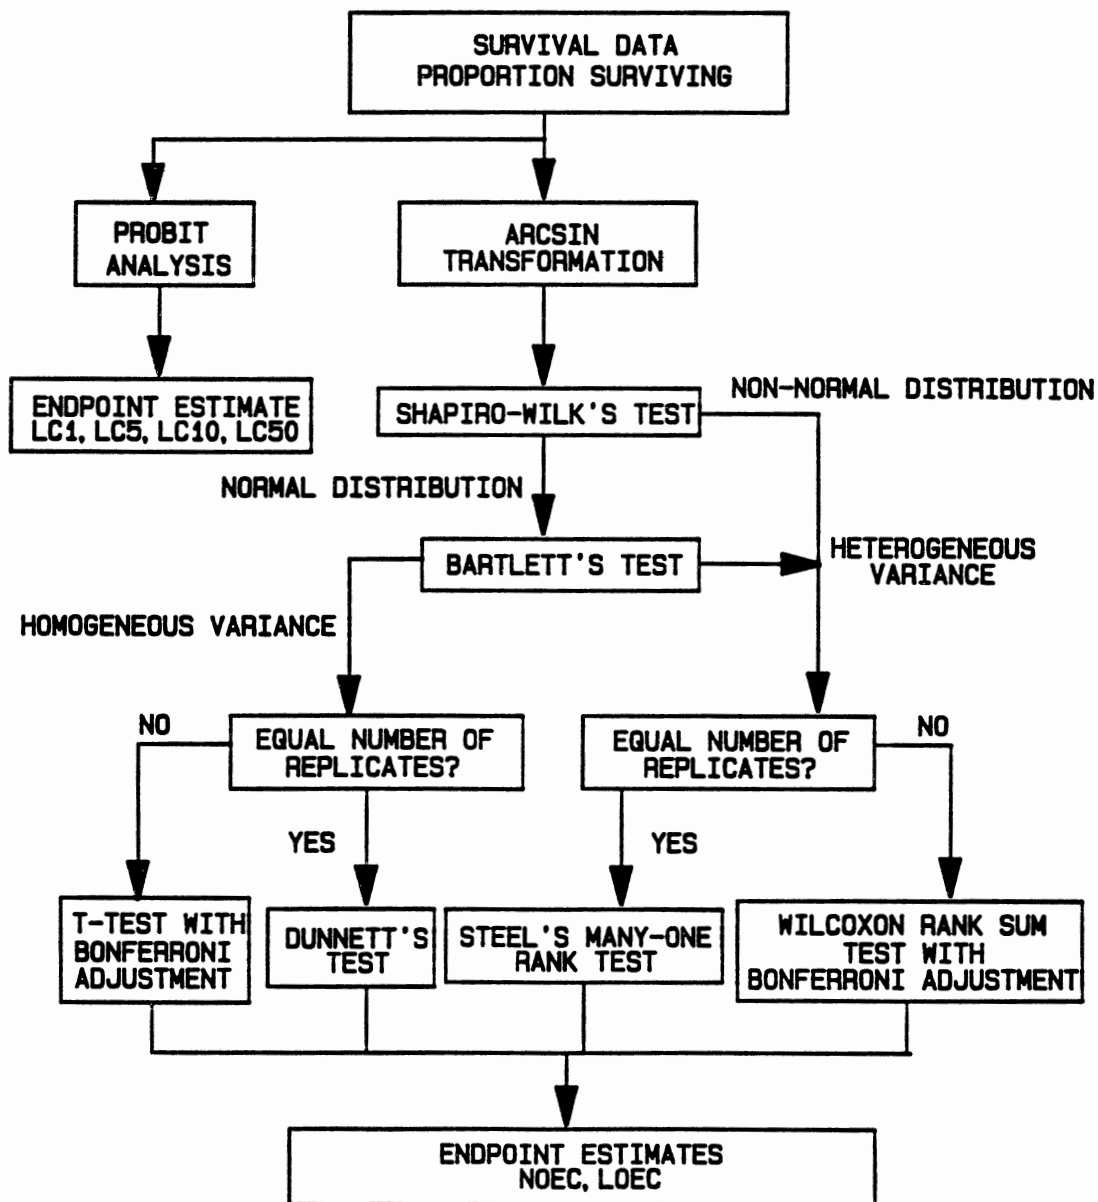 SURVIVAL DATA
PROPORTION SURVIVING
PROBIT
ANALYSIS
ARCSIN
TRANSFORMATION
ENDPOINT ESTIMATE
LC1, LC5, LC10, LC50
SHAPIRO-WILK'S TEST
NON-NORMAL DISTRIBUTION
NORMAL DISTRIBUTION
BARTLETT'S TEST
HETEROGENEOUS
VARIANCE
HOMOGENEOUS VARIANCE
NO
EQUAL NUMBER OF
REPLICATES?
EQUAL NUMBER OF
REPLICATES?
NO
YES
YES
T-TEST WITH
BONFERRONI
ADJUSTMENT
DUNNETT'S
TEST
STEEL'S MANY-ONE
RANK TEST
WILCOXON RANK SUM
TEST WITH
BONFERRONI ADJUSTMENT
ENDPOINT ESTIMATES
NOEC, LOEC